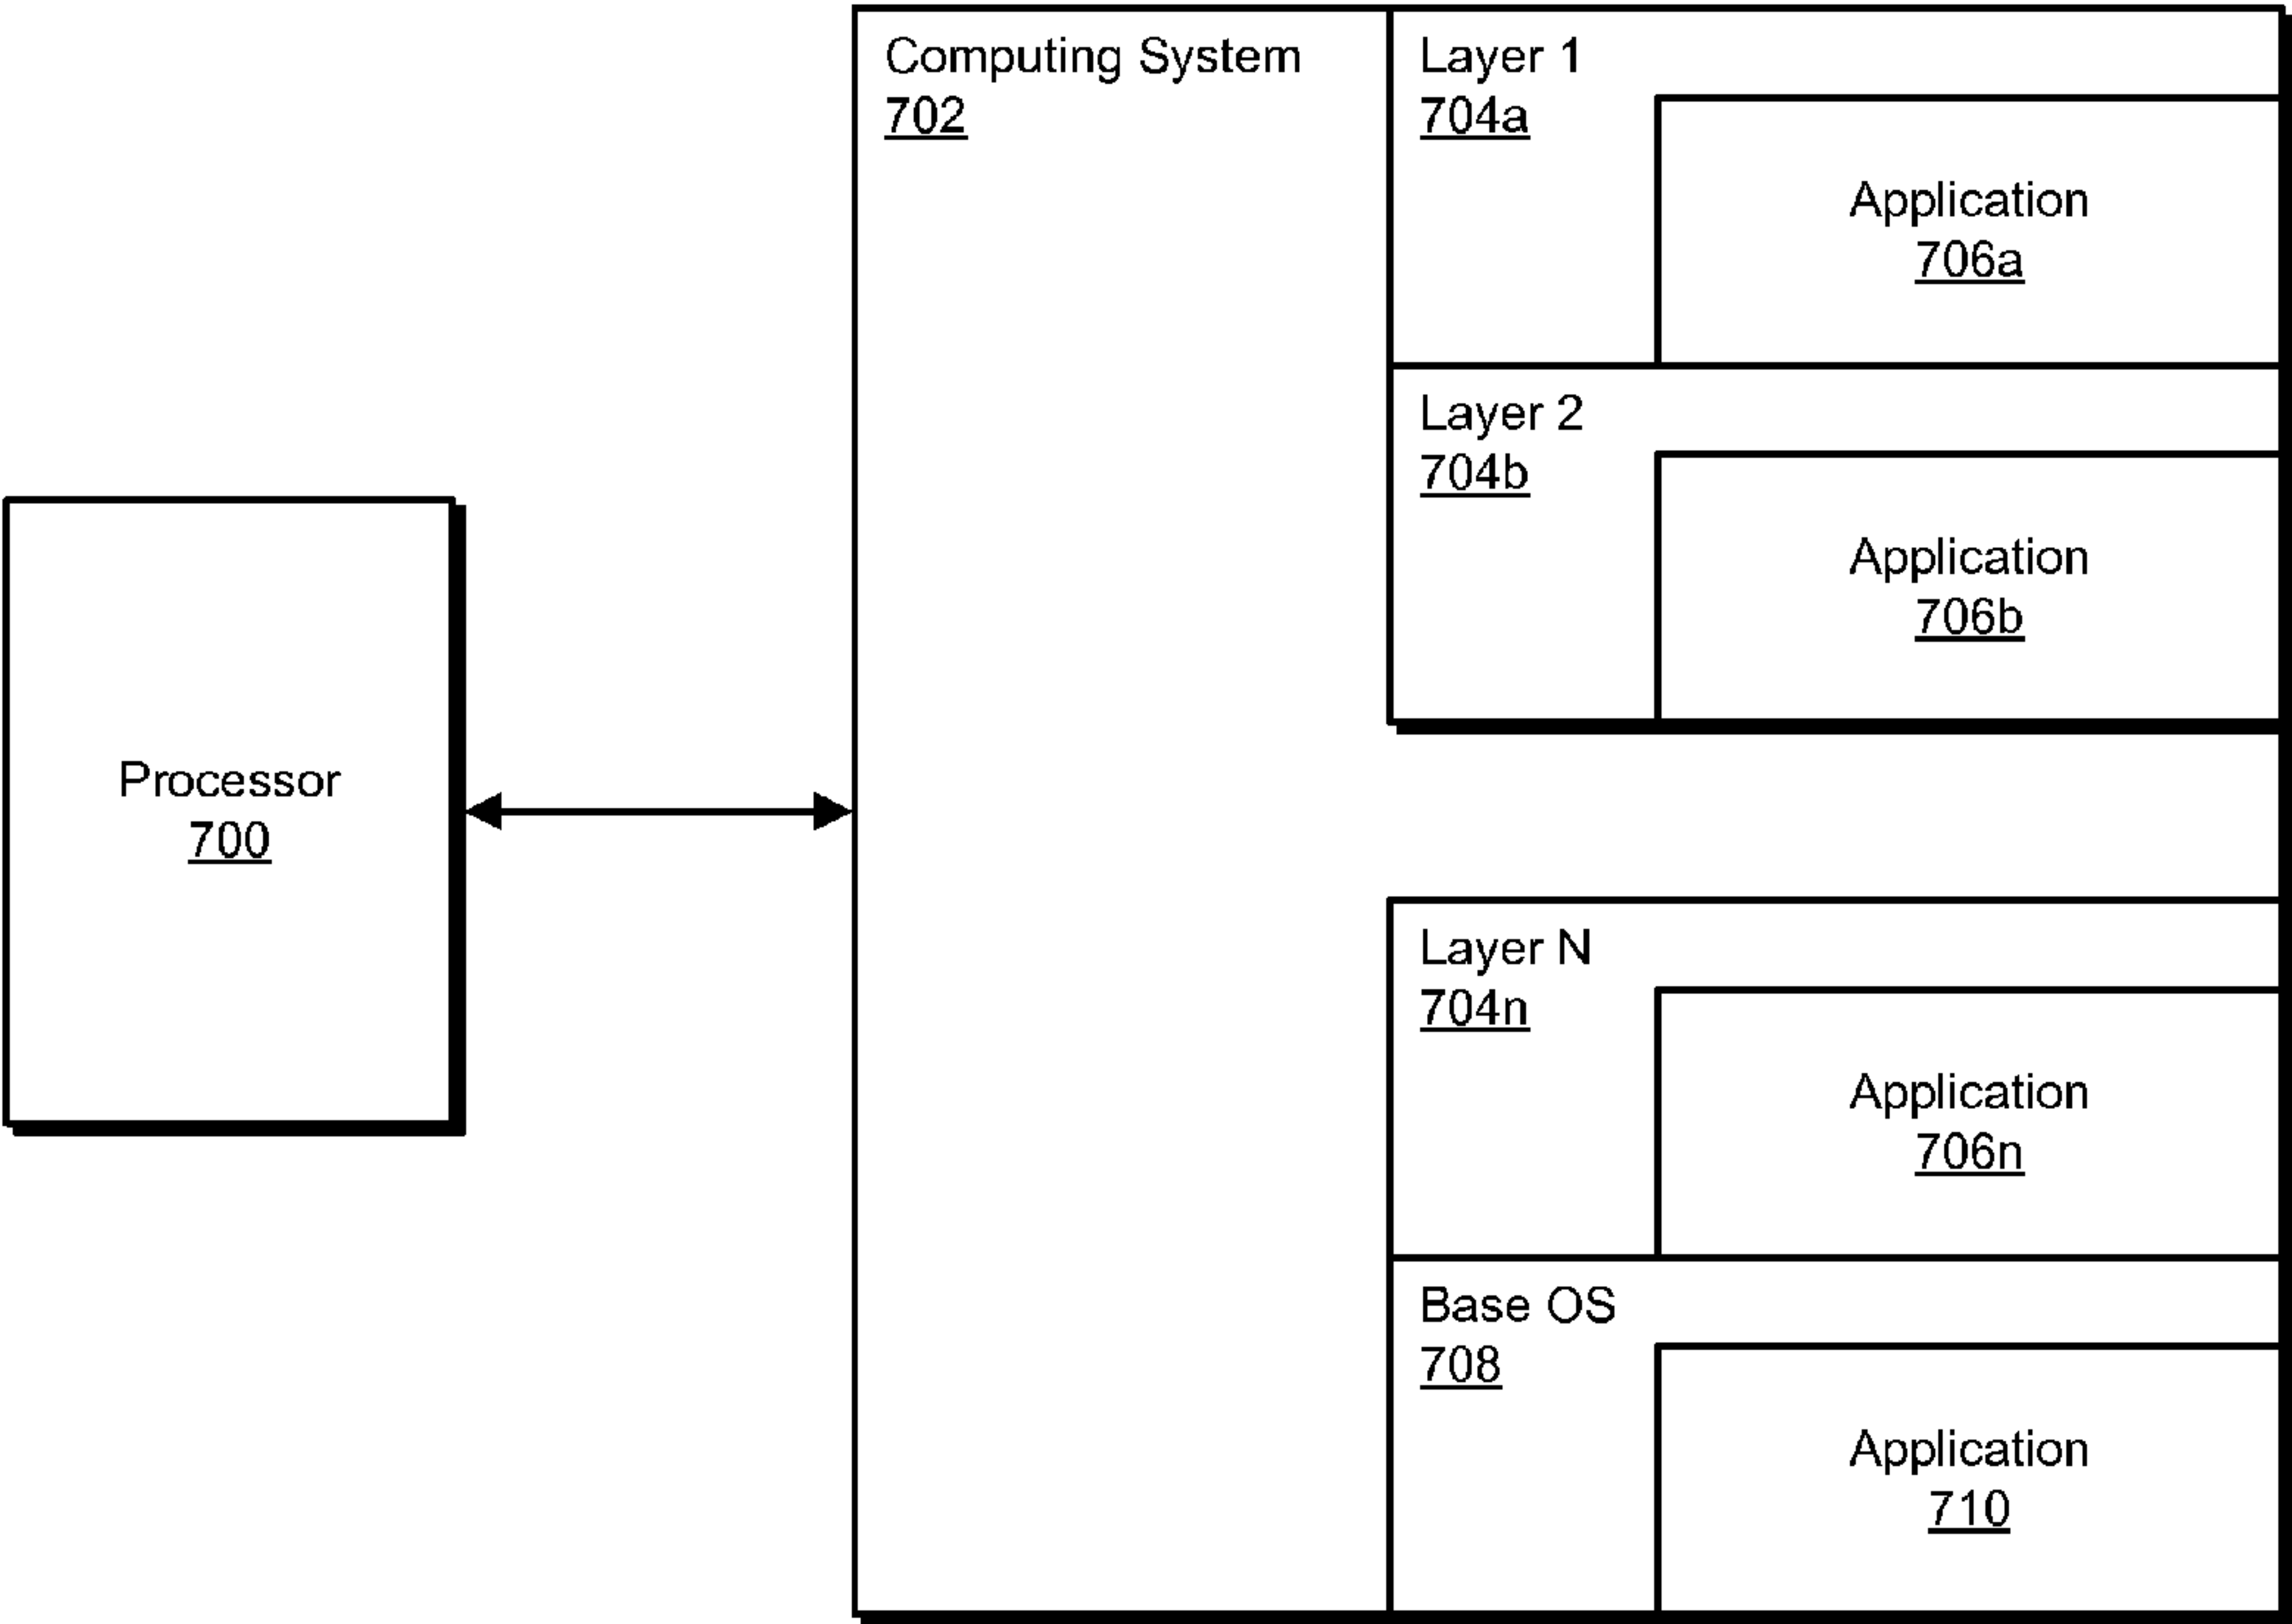 Computing System
702
Layer 1
704a
Application
706a
Layer 2
704b
Application
706b
Processor
700
Layer N
704n
Application
706n
Base OS
708
Application
710